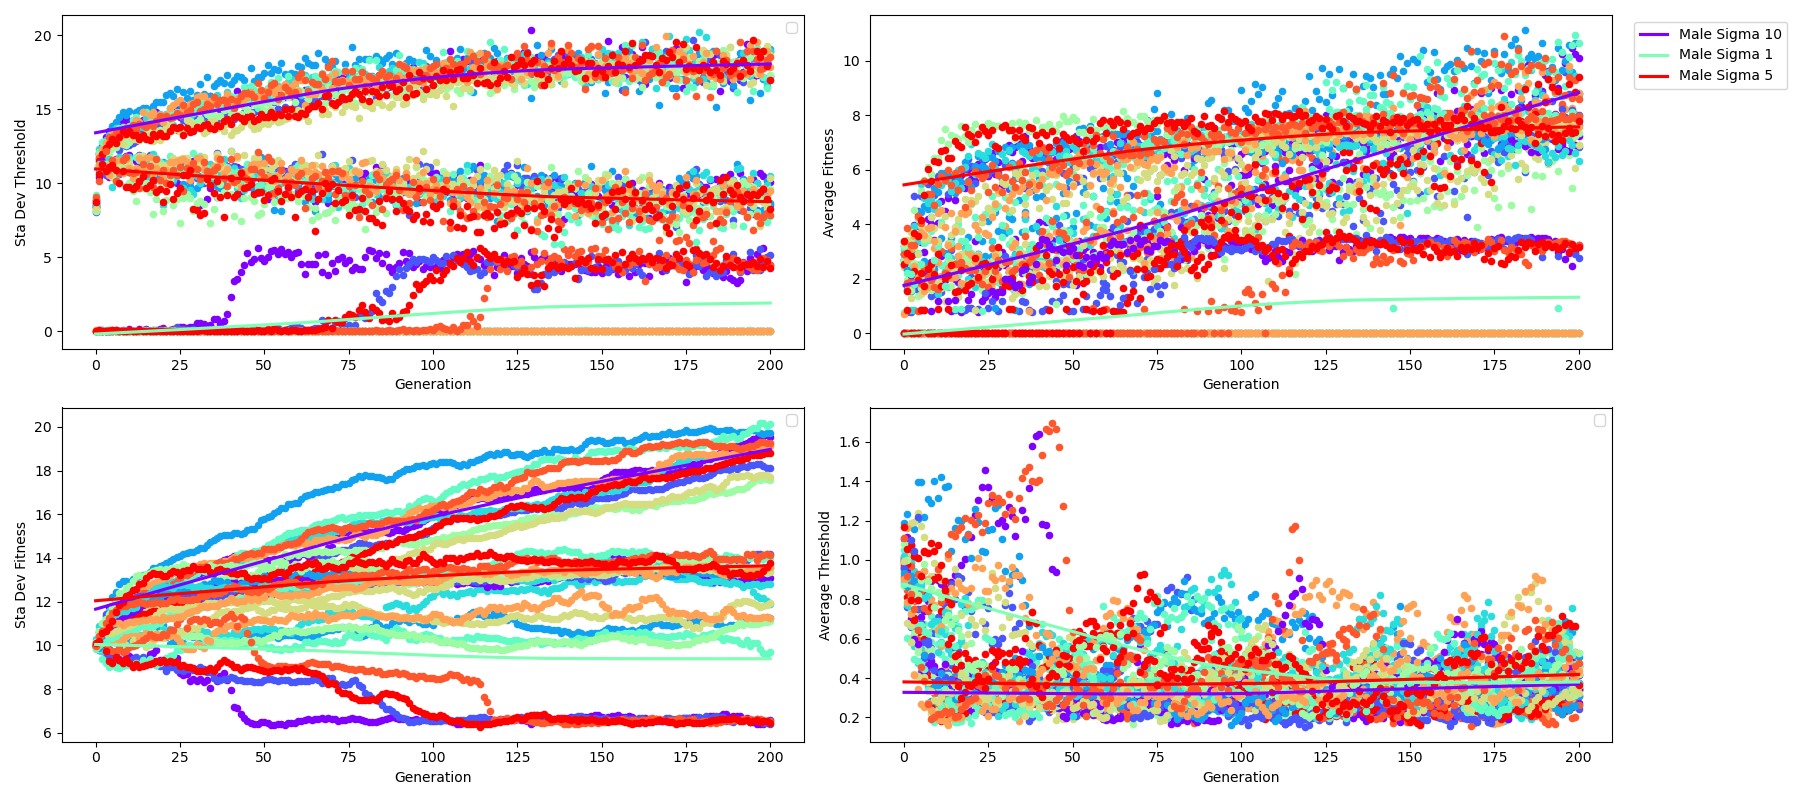 20
15
10
5
0
Sta Dev Threshold
0 25 50 75 100 125 150 175 200
Generation
10
8
6
4
2
0
Average Fitness
0 25 50 75 100 125 150 175 200
Generation
Male Sigma 10
Male Sigma 1
Male Sigma 5
20
18
16
14
12
10
8
6
Sta Dev Fitness
0 25 50 75 100 125 150 175 200
Generation
1.6
1.4
1.2
1.0
0.8
0.6
0.4
0.2
Average Threshold
0 25 50 75 100 125 150 175 200
Generation